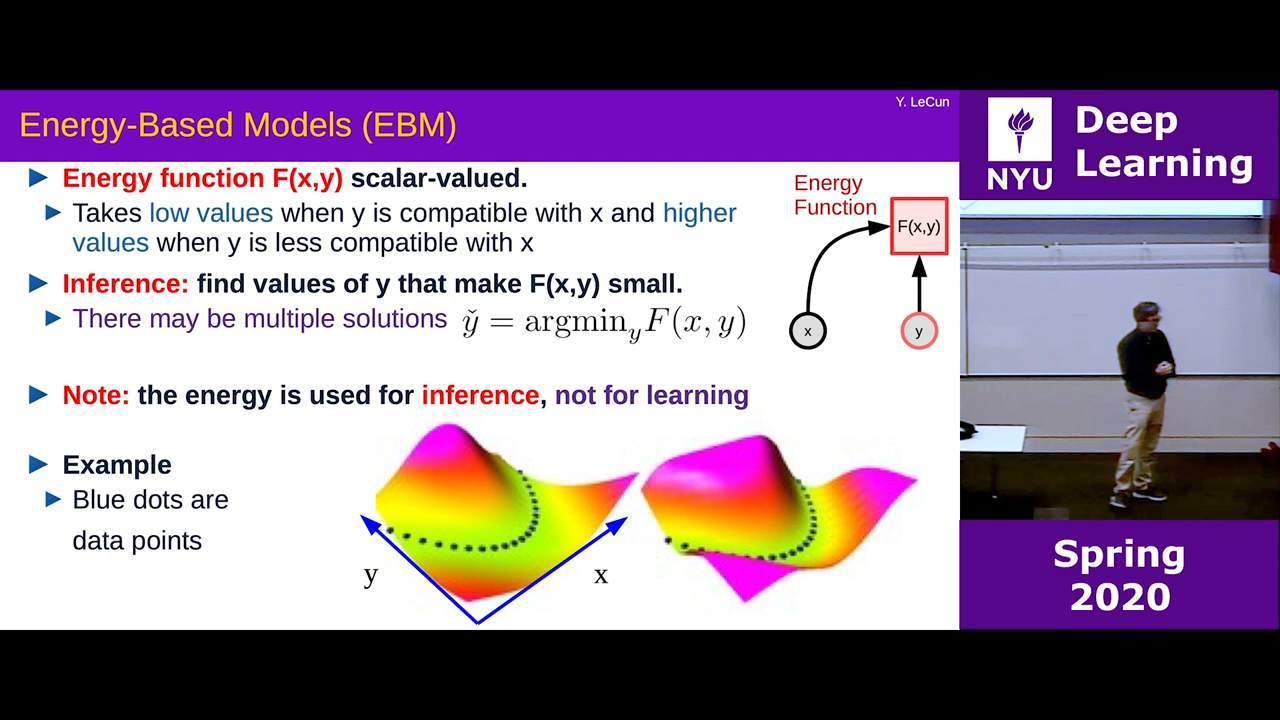 Y. LeCun
Energy-Based Models (EBM)
Energy function F(x,y) scalar-valued.
Takes low values when y is compatible with x and higher
values when y is less compatible with x
Inference: find values of y that make F(x,y) small.
There may be multiple solutions y̌ = argmin_y F(x, y)
Note: the energy is used for inference, not for learning
Example
Blue dots are
data points
Energy
Function
F(x,y)
x
y
y
x
NYU
Deep
Learning
Spring
2020